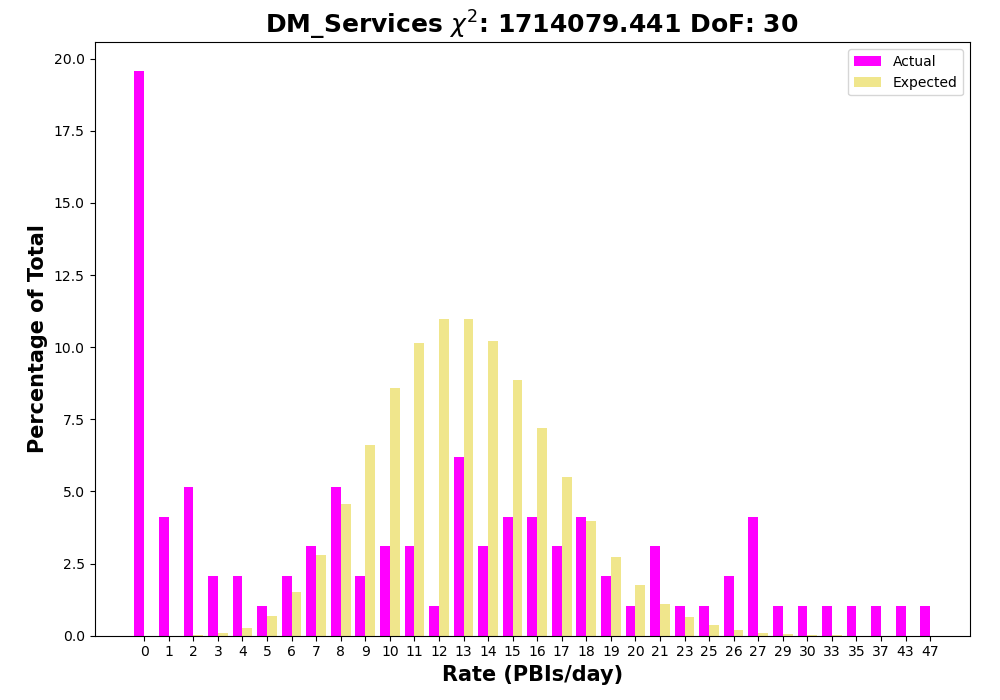 DM_Services χ²: 1714079.441 DoF: 30
Actual
Expected
Percentage of Total
20.0
17.5
15.0
12.5
10.0
7.5
5.0
2.5
0.0
0 1 2 3 4 5 6 7 8 9 10 11 12 13 14 15 16 17 18 19 20 21 23 25 26 27 29 30 33 35 37 43 47
Rate (PBIs/day)